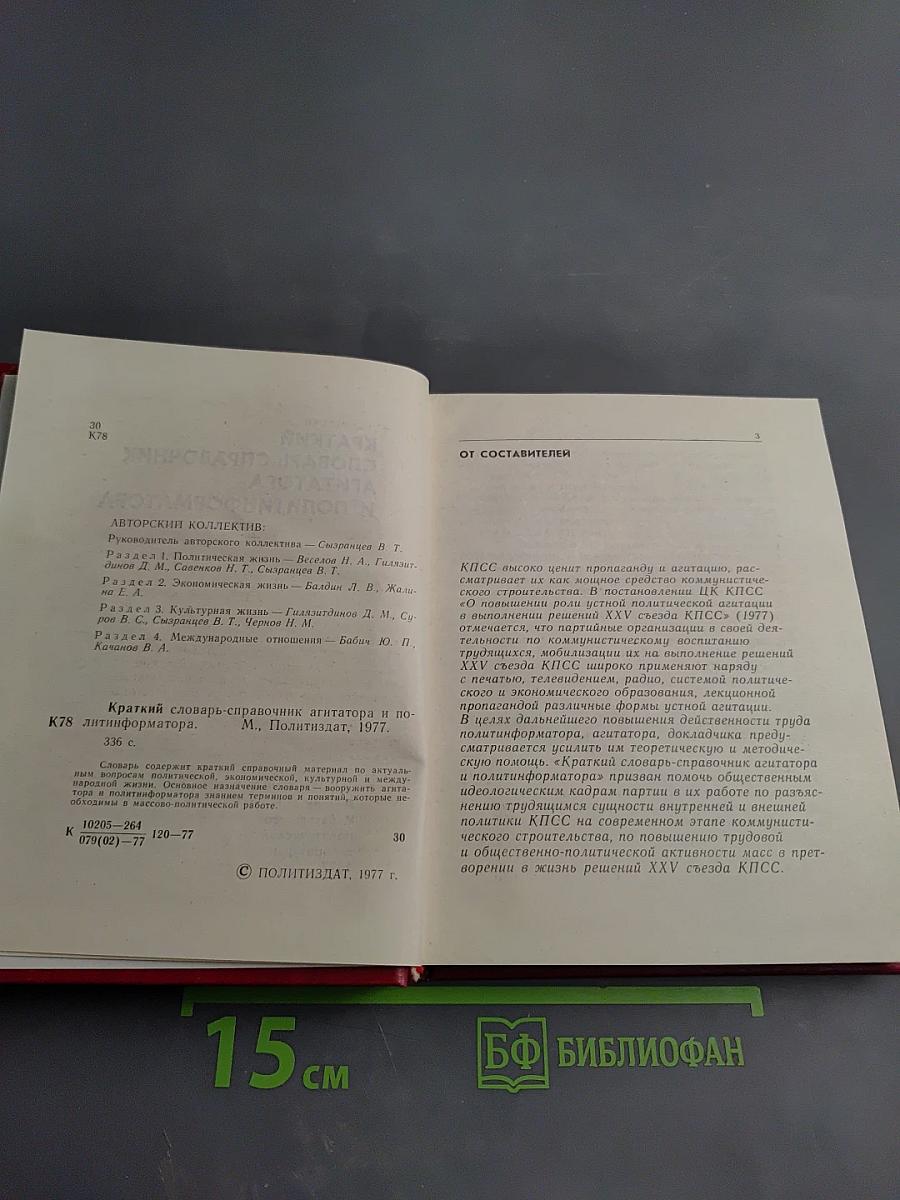 30
К78
АВТОРСКИЙ КОЛЛЕКТИВ:
Руководитель авторского коллектива — Сызранцев В. Т.
Раздел 1. Политическая жизнь — Веселов Н. А., Гилязит-
динов Д. М., Савенков Н. Т., Сызранцев В. Т.
Раздел 2. Экономическая жизнь — Балдин Л. В., Жали-
на Е. А.
Раздел 3. Культурная жизнь — Гилязитдинов Д. М., Су-
ров В. С., Сызранцев В. Т., Чернов Н. М.
Раздел 4. Международные отношения — Бабич Ю. П.,
Качанов В. А.
Краткий словарь-справочник агитатора и по-
К78 литинформатора. М., Политиздат, 1977.
336 с.
Словарь содержит краткий справочный материал по актуаль-
ным вопросам политической, экономической, культурной и между-
народной жизни. Основное назначение словаря — вооружить агита-
тора и политинформатора знанием терминов и понятий, которые не-
обходимы в массово-политической работе.
К 10205—264
079(02)—77 120—77 30
© ПОЛИТИЗДАТ, 1977 г.
3
ОТ СОСТАВИТЕЛЕЙ
КПСС высоко ценит пропаганду и агитацию, рас-
сматривает их как мощное средство коммунистиче-
ского строительства. В постановлении ЦК КПСС
«О повышении роли устной политической агитации
в выполнении решений XXV съезда КПСС» (1977)
отмечается, что партийные организации в своей дея-
тельности по коммунистическому воспитанию
трудящихся, мобилизации их на выполнение решений
XXV съезда КПСС широко применяют наряду
с печатью, телевидением, радио, системой политиче-
ского и экономического образования, лекционной
пропагандой различные формы устной агитации.
В целях дальнейшего повышения действенности труда
политинформатора, агитатора, докладчика преду-
сматривается усилить им теоретическую и методиче-
скую помощь. «Краткий словарь-справочник агитатора
и политинформатора» призван помочь общественным
идеологическим кадрам партии в их работе по разъяс-
нению трудящимся сущности внутренней и внешней
политики КПСС на современном этапе коммунисти-
ческого строительства, по повышению трудовой
и общественно-политической активности масс в прет-
ворении в жизнь решений XXV съезда КПСС.
15 см
БФ БИБЛИОФАН